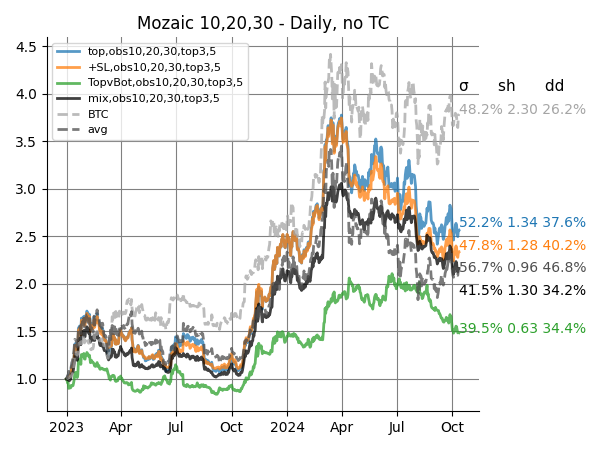 Mozaic 10,20,30 - Daily, no TC
top,obs10,20,30,top3,5
+SL,obs10,20,30,top3,5
TopvBot,obs10,20,30,top3,5
mix,obs10,20,30,top3,5
BTC
avg
σ sh dd
48.2% 2.30 26.2%
52.2% 1.34 37.6%
47.8% 1.28 40.2%
56.7% 0.96 46.8%
41.5% 1.30 34.2%
39.5% 0.63 34.4%
4.5
4.0
3.5
3.0
2.5
2.0
1.5
1.0
2023 Apr Jul Oct 2024 Apr Jul Oct